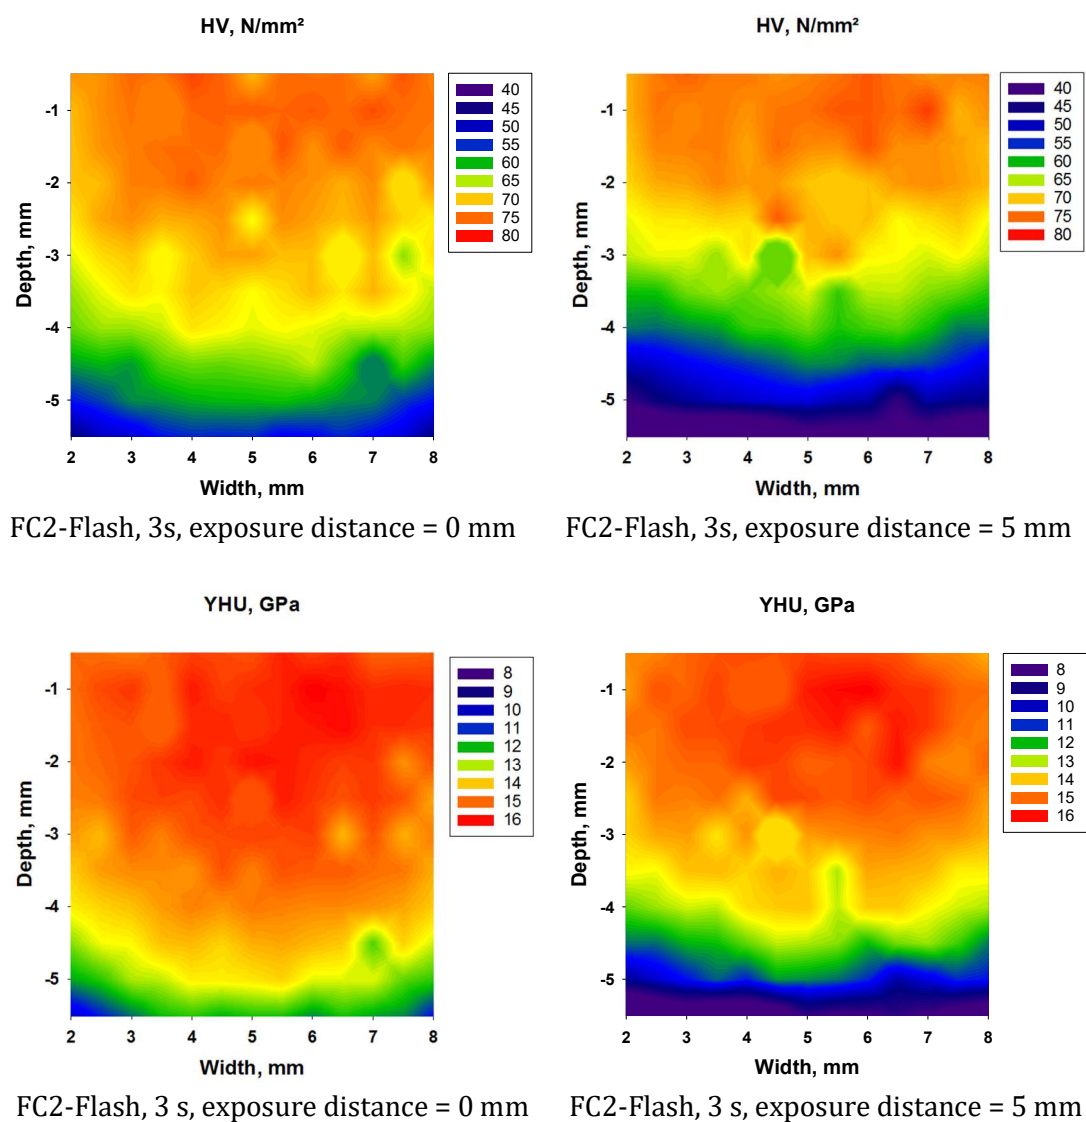 HV, N/mm²
Depth, mm
-1
-2
-3
-4
-5
2 3 4 5 6 7 8
Width, mm
40
45
50
55
60
65
70
75
80
FC2-Flash, 3s, exposure distance = 0 mm
HV, N/mm²
Depth, mm
-1
-2
-3
-4
-5
2 3 4 5 6 7 8
Width, mm
40
45
50
55
60
65
70
75
80
FC2-Flash, 3s, exposure distance = 5 mm
YHU, GPa
Depth, mm
-1
-2
-3
-4
-5
2 3 4 5 6 7 8
Width, mm
8
9
10
11
12
13
14
15
16
FC2-Flash, 3 s, exposure distance = 0 mm
YHU, GPa
Depth, mm
-1
-2
-3
-4
-5
2 3 4 5 6 7 8
Width, mm
8
9
10
11
12
13
14
15
16
FC2-Flash, 3 s, exposure distance = 5 mm